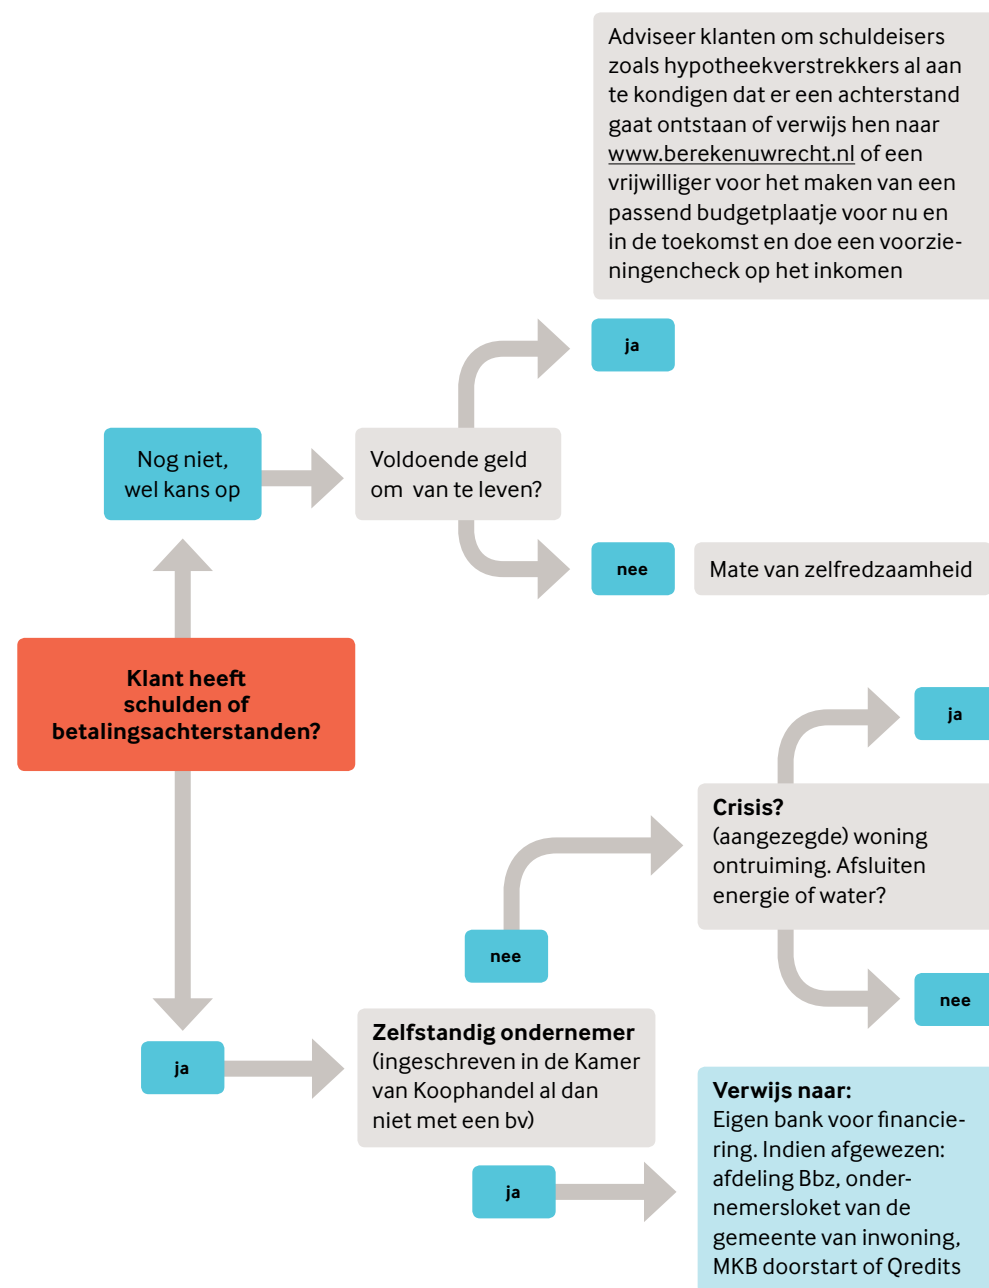 Adviseer klanten om schuldeisers
zoals hypotheekverstrekkers al aan
te kondigen dat er een achterstand
gaat ontstaan of verwijs hen naar
www.berekenuwrecht.nl of een
vrijwilliger voor het maken van een
passend budgetplaatje voor nu en
in de toekomst en doe een voorzie-
ningencheck op het inkomen
ja
Nog niet,
wel kans op
Voldoende geld
om van te leven?
nee
Mate van zelfredzaamheid
Klant heeft
schulden of
betalingsachterstanden?
ja
Crisis?
(aangezegde) woning
ontruiming. Afsluiten
energie of water?
nee
nee
ja
Zelfstandig ondernemer
(ingeschreven in de Kamer
van Koophandel al dan
niet met een bv)
ja
Verwijs naar:
Eigen bank voor financie-
ring. Indien afgewezen:
afdeling Bbz, onder-
nemersloket van de
gemeente van inwoning,
MKB doorstart of Qredits